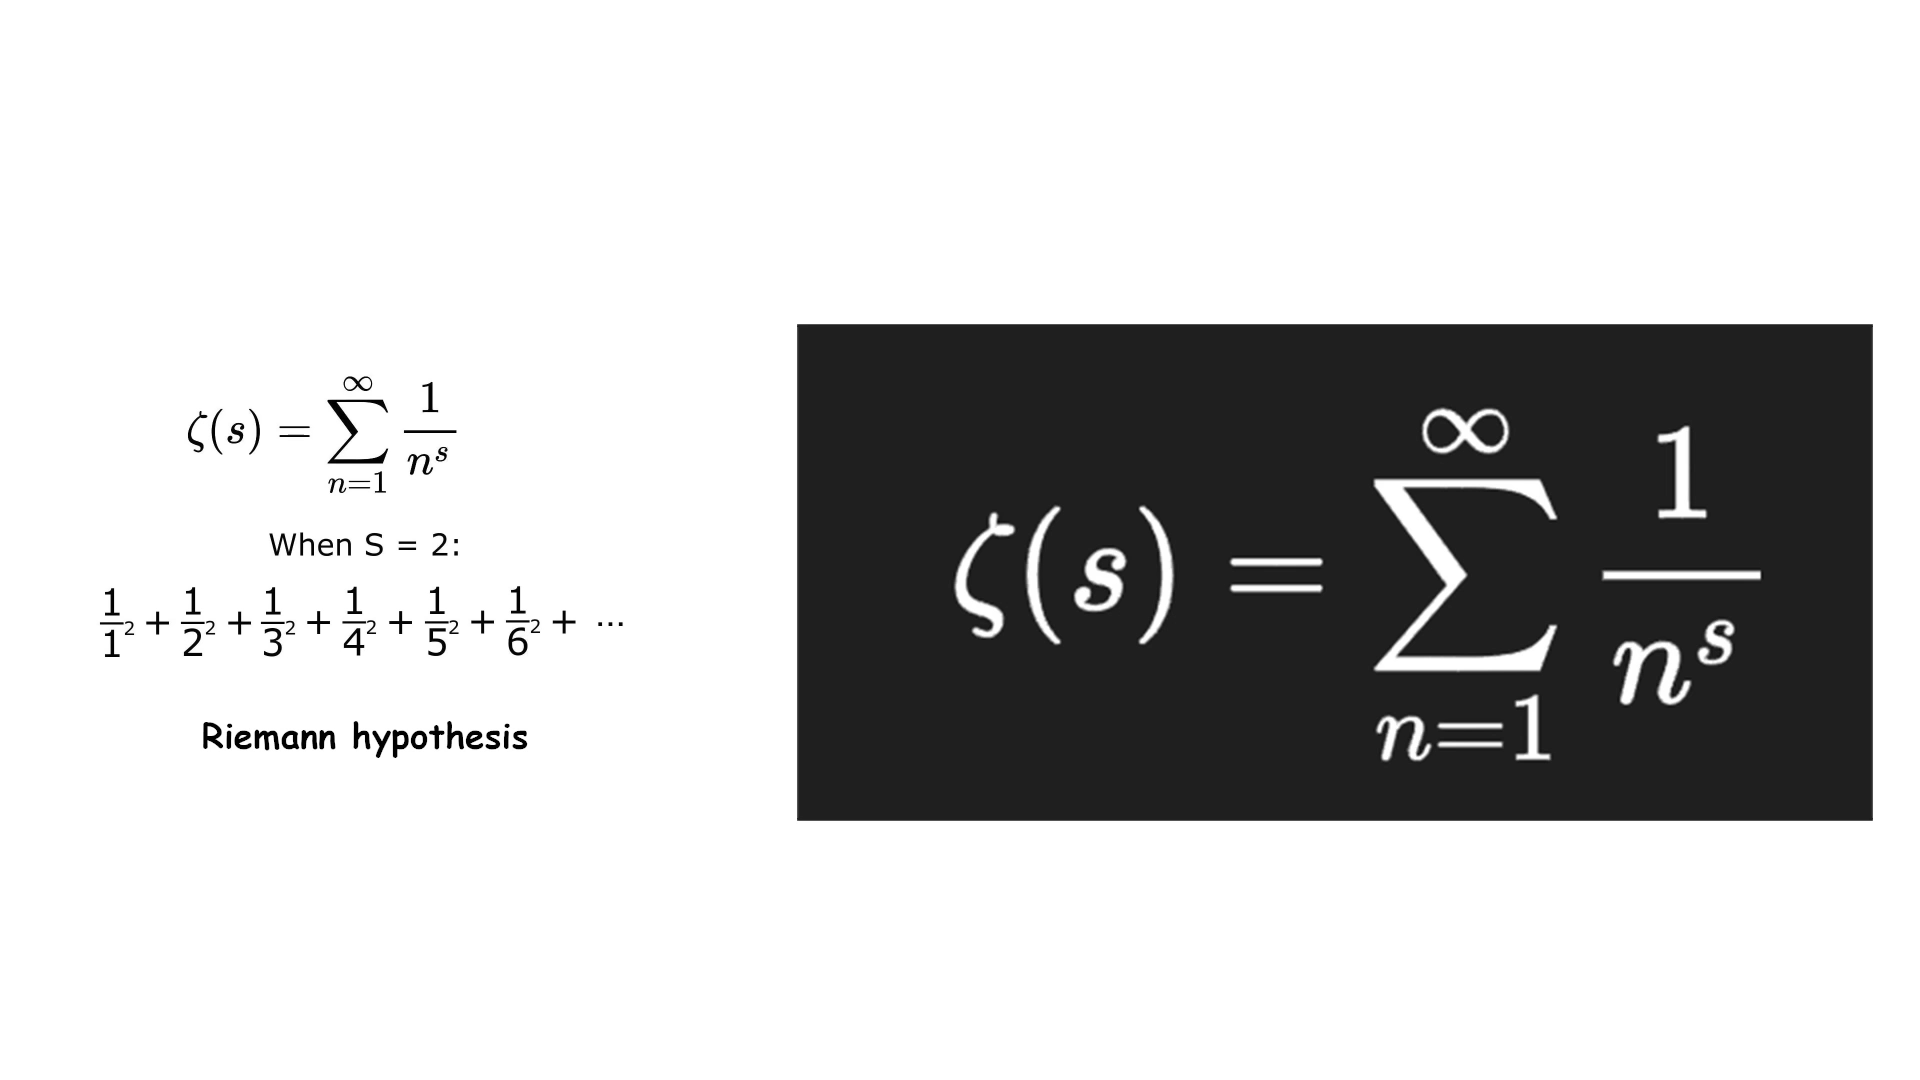 ζ(s) = ∑_{n=1}^{∞} 1/n^s
When S = 2:
1/1² + 1/2² + 1/3² + 1/4² + 1/5² + 1/6² + ...
Riemann hypothesis
ζ(s) = ∑_{n=1}^{∞} 1/n^s